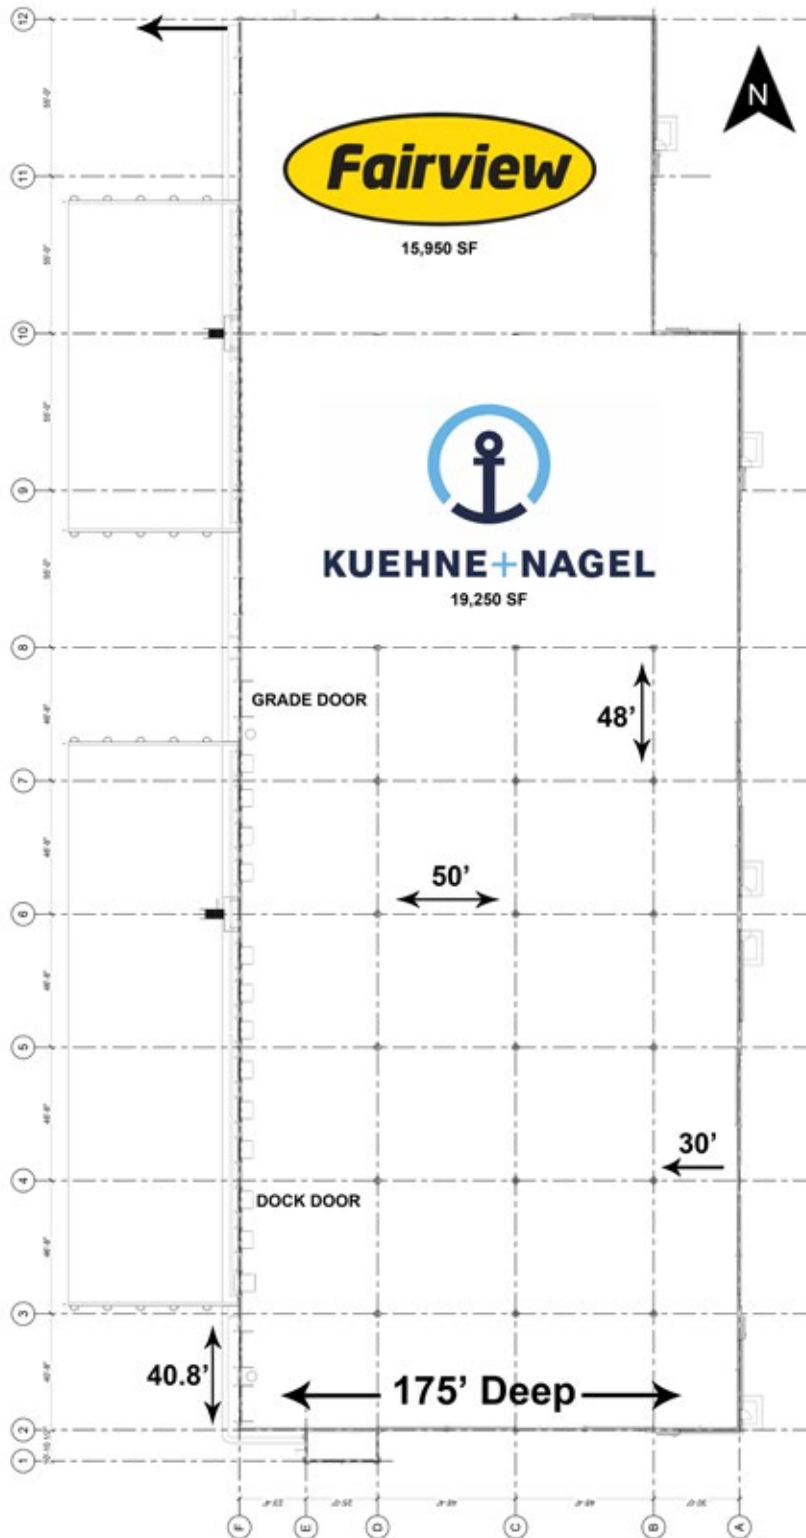 12
N
Fairview
15,950 SF
11
10
9
KUEHNE+NAGEL
19,250 SF
8
GRADE DOOR
48’
7
50’
6
5
30’
4
DOCK DOOR
3
40.8’
175’ Deep
2
1
F
E
D
C
B
A